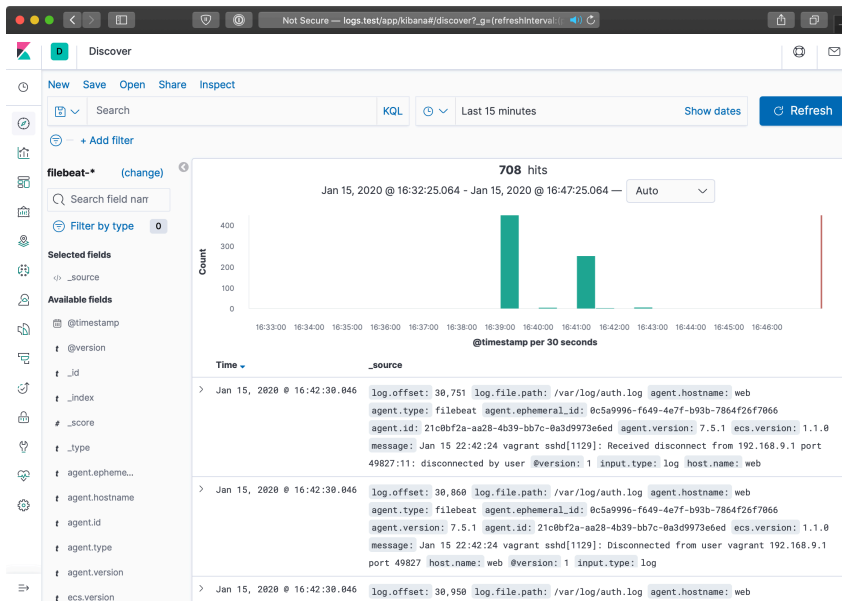 Not Secure — logs.test/app/kibana#/discover?_g=(refreshInterval:(
D Discover
New Save Open Share Inspect
Search KQL Last 15 minutes Show dates Refresh
+ Add filter
filebeat-* (change)
Search field nam
Filter by type 0
Selected fields
</> _source
Available fields
@timestamp
t @version
t _id
t _index
# _score
t _type
t agent.epheme...
t agent.hostname
t agent.id
t agent.type
t agent.version
t ecs.version
708 hits
Jan 15, 2020 @ 16:32:25.064 - Jan 15, 2020 @ 16:47:25.064 — Auto
Count
400
300
200
100
0
16:33:00 16:34:00 16:35:00 16:36:00 16:37:00 16:38:00 16:39:00 16:40:00 16:41:00 16:42:00 16:43:00 16:44:00 16:45:00 16:46:00
@timestamp per 30 seconds
Time _source
Jan 15, 2020 @ 16:42:30.046 log.offset: 30,751 log.file.path: /var/log/auth.log agent.hostname: web
agent.type: filebeat agent.ephemeral_id: 0c5a9996-f649-4e7f-b93b-7864f26f7066
agent.id: 21c0bf2a-aa28-4b39-bb7c-0a3d9973e6ed agent.version: 7.5.1 ecs.version: 1.1.0
message: Jan 15 22:42:24 vagrant sshd[1129]: Received disconnect from 192.168.9.1 port
49827:11: disconnected by user @version: 1 input.type: log host.name: web
Jan 15, 2020 @ 16:42:30.046 log.offset: 30,860 log.file.path: /var/log/auth.log agent.hostname: web
agent.type: filebeat agent.ephemeral_id: 0c5a9996-f649-4e7f-b93b-7864f26f7066
agent.version: 7.5.1 agent.id: 21c0bf2a-aa28-4b39-bb7c-0a3d9973e6ed ecs.version: 1.1.0
message: Jan 15 22:42:24 vagrant sshd[1129]: Disconnected from user vagrant 192.168.9.1
port 49827 host.name: web @version: 1 input.type: log
Jan 15, 2020 @ 16:42:30.046 log.offset: 30,950 log.file.path: /var/log/auth.log agent.hostname: web